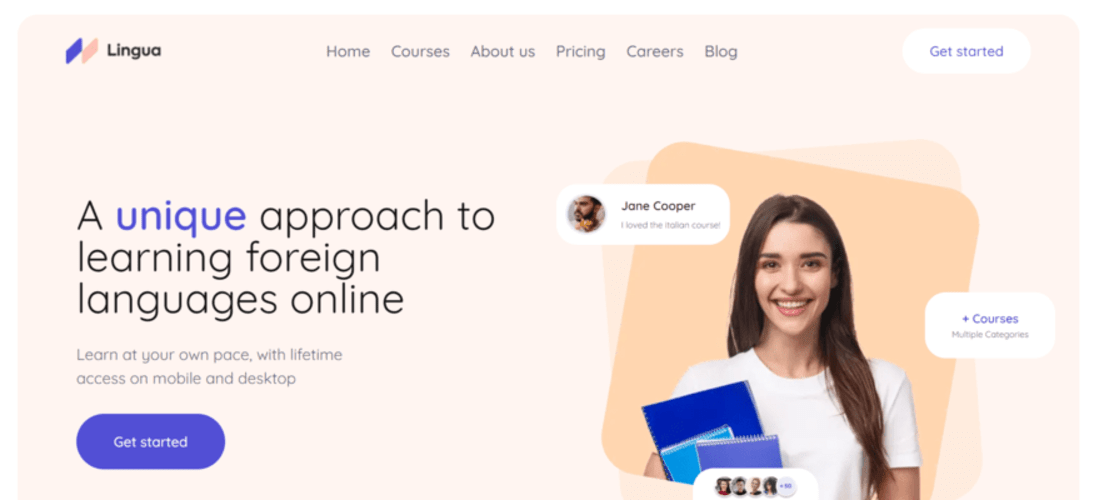 Lingua
Home Courses About us Pricing Careers Blog
Get started
A unique approach to
learning foreign
languages online
Learn at your own pace, with lifetime
access on mobile and desktop
Get started
Jane Cooper
I loved the Italian course!
+ Courses
Multiple Categories